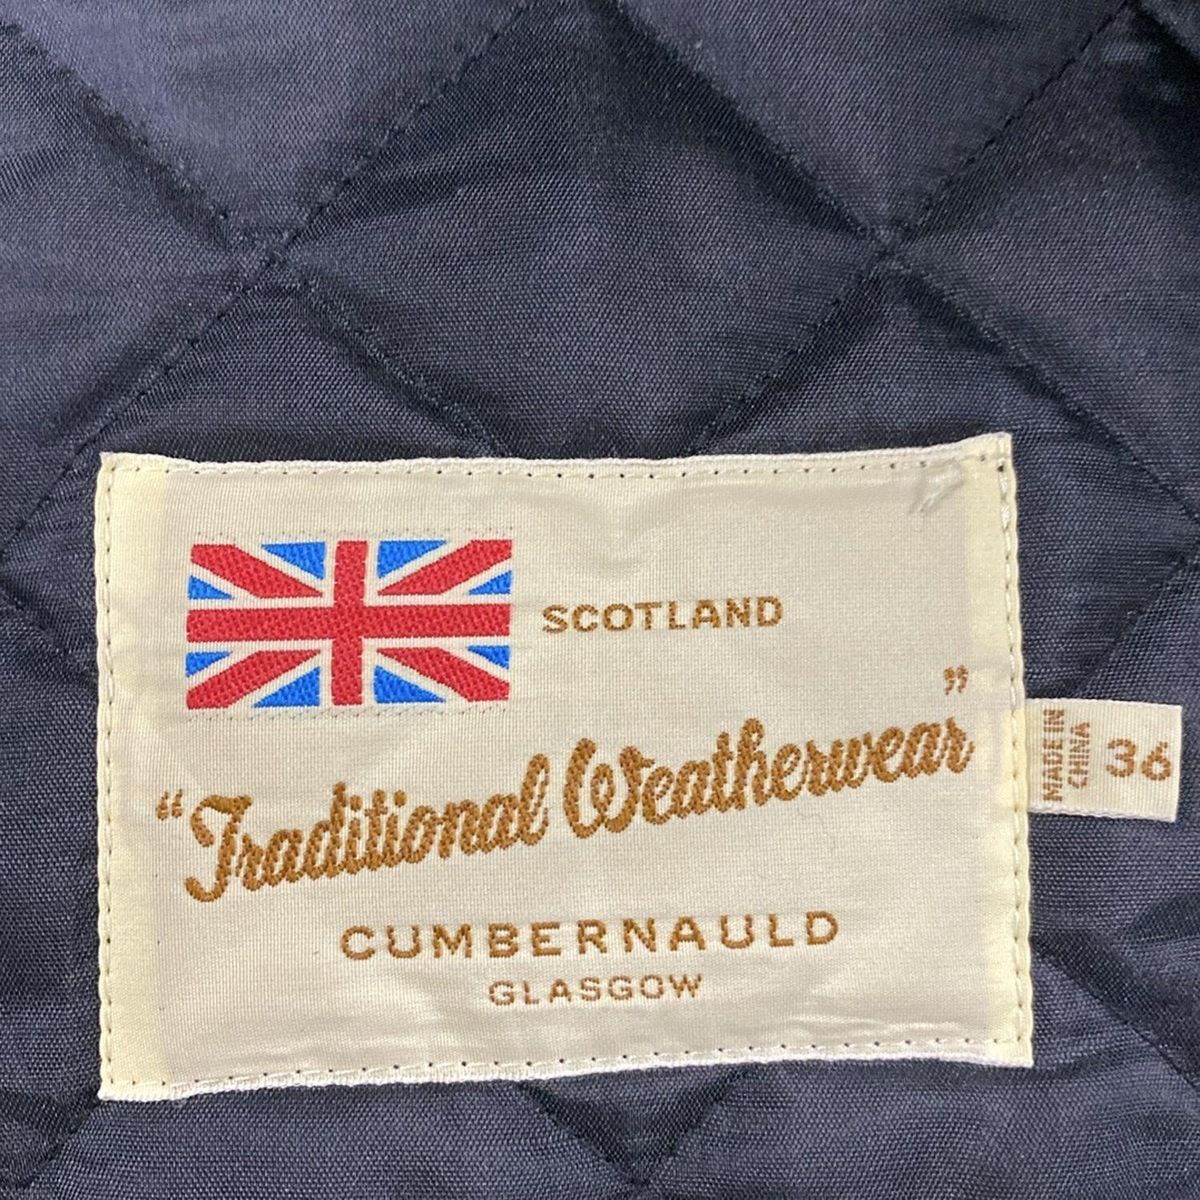 SCOTLAND
"Traditional Weatherwear"
CUMBERNAULD
GLASGOW
MADE IN
CHINA
36